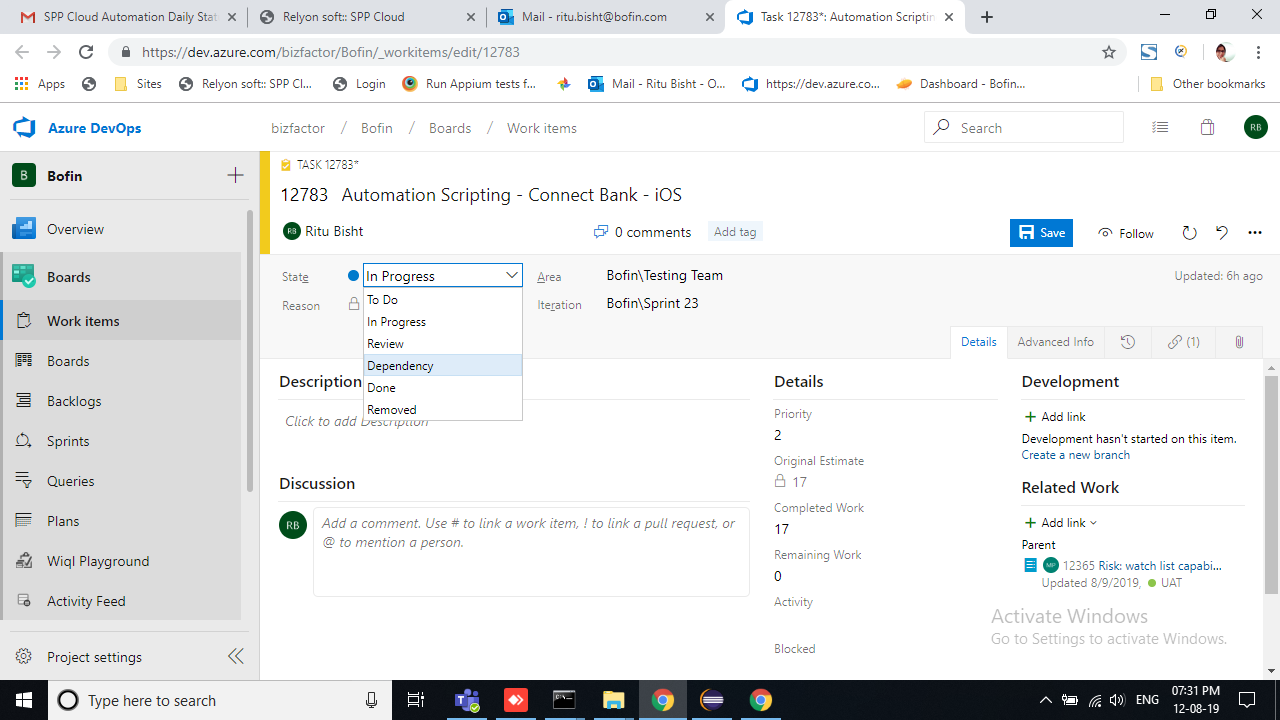 SPP Cloud Automation Daily Stat
Relyon soft:: SPP Cloud
Mail - ritu.bisht@bofin.com
Task 12783*: Automation Scriptin
https://dev.azure.com/bizfactor/Bofin/_workitems/edit/12783
Apps
Sites
Relyon soft:: SPP Cl...
Login
Run Appium tests f...
Mail - Ritu Bisht - O...
https://dev.azure.co...
Dashboard - Bofin...
Other bookmarks
Azure DevOps
bizfactor / Bofin / Boards / Work items
Search
RB
B
Bofin
Overview
Boards
Work items
Boards
Backlogs
Sprints
Queries
Plans
Wiql Playground
Activity Feed
Project settings
TASK 12783*
12783 Automation Scripting - Connect Bank - iOS
RB Ritu Bisht
0 comments
Add tag
Save
Follow
State
In Progress
Area
Bofin\Testing Team
Updated: 6h ago
Reason
Iteration
Bofin\Sprint 23
To Do
In Progress
Review
Dependency
Done
Removed
Details
Advanced Info
(1)
Description
Click to add Description
Discussion
RB
Add a comment. Use # to link a work item, ! to link a pull request, or
@ to mention a person.
Details
Priority
2
Original Estimate
17
Completed Work
17
Remaining Work
0
Activity
Blocked
Development
Add link
Development hasn't started on this item.
Create a new branch
Related Work
Add link
Parent
MP 12365 Risk: watch list capabi...
Updated 8/9/2019, UAT
Activate Windows
Go to Settings to activate Windows.
Type here to search
ENG
07:31 PM
12-08-19